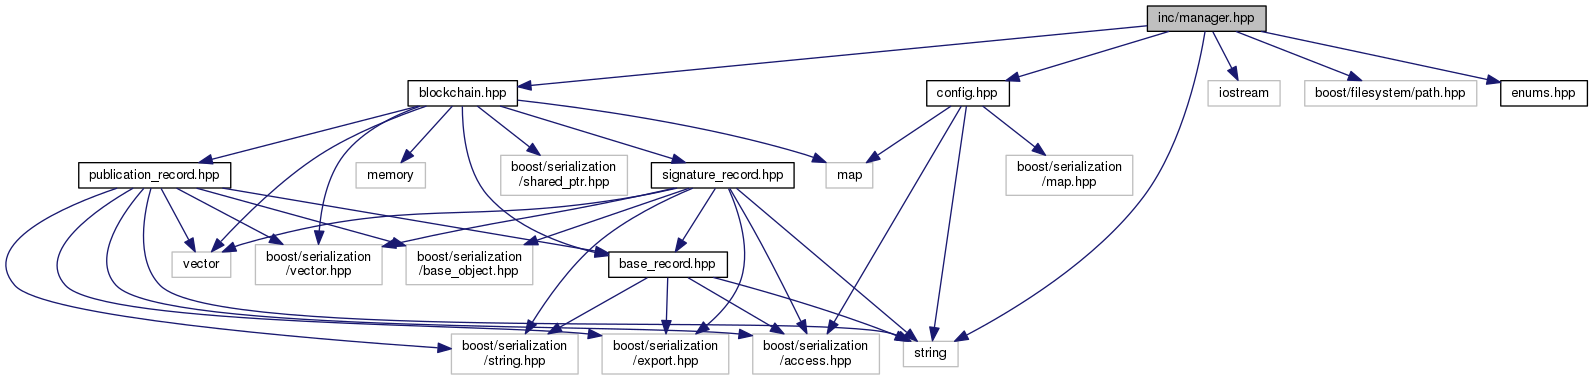 inc/manager.hpp
blockchain.hpp
config.hpp
iostream
boost/filesystem/path.hpp
enums.hpp
publication_record.hpp
memory
boost/serialization
/shared_ptr.hpp
signature_record.hpp
map
boost/serialization
/map.hpp
vector
boost/serialization
/vector.hpp
boost/serialization
/base_object.hpp
base_record.hpp
boost/serialization
/string.hpp
boost/serialization
/export.hpp
boost/serialization
/access.hpp
string